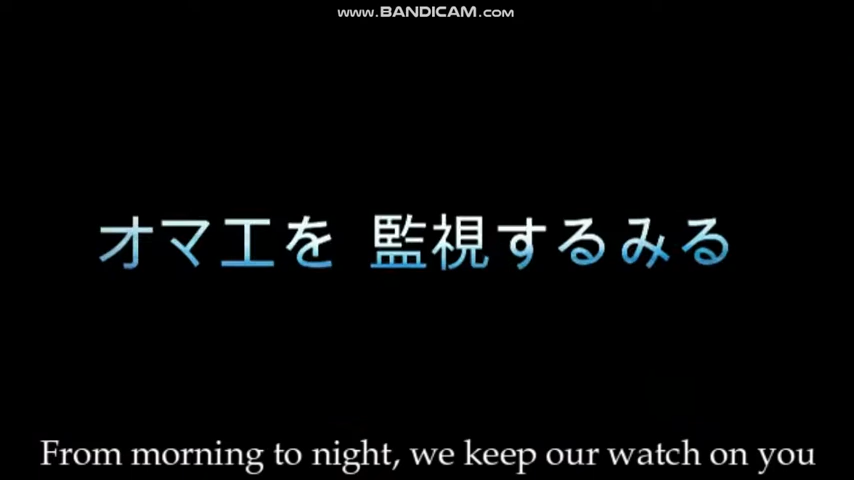 www.BANDICAM.com
オマエを 監視するみる
From morning to night, we keep our watch on you